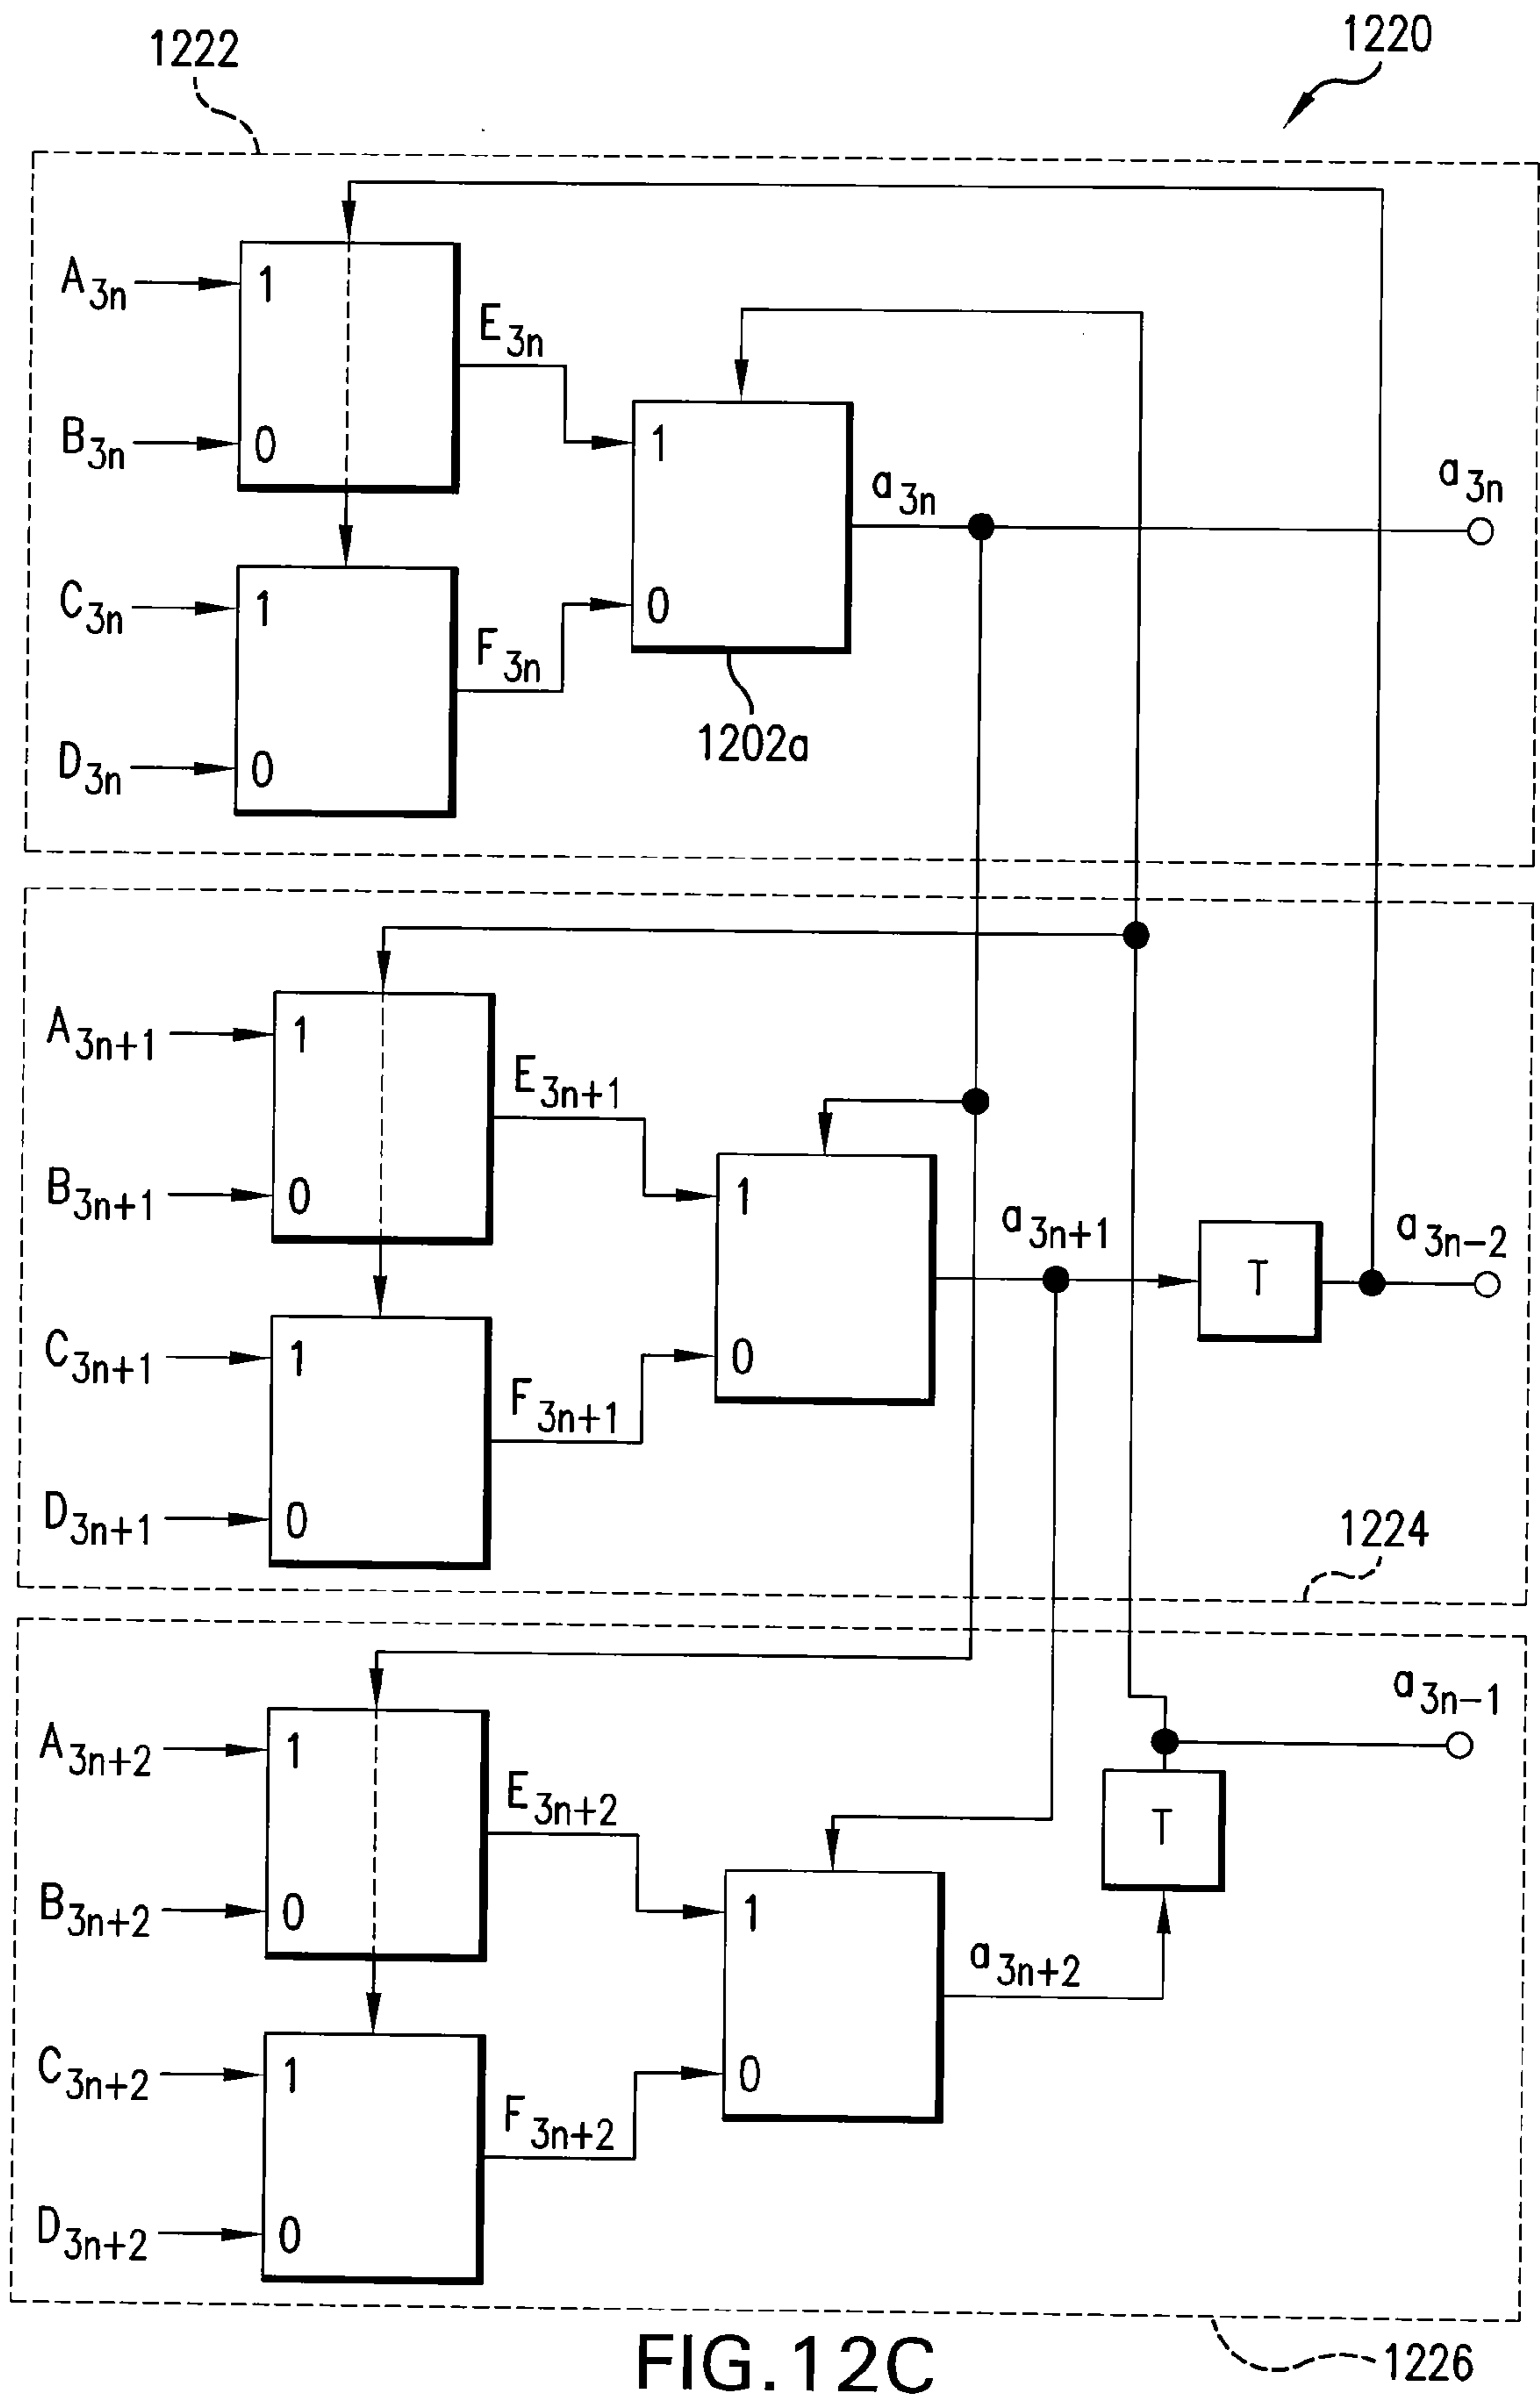 1222
1220
A3n
1
E3n
B3n
0
1
a3n
a3n
C3n
1
0
F3n
1202a
D3n
0
A3n+1
1
E3n+1
B3n+1
0
1
a3n+1
T
a3n-2
C3n+1
1
0
F3n+1
D3n+1
0
1224
A3n+2
1
a3n-1
E3n+2
T
B3n+2
0
1
a3n+2
C3n+2
1
0
F3n+2
D3n+2
0
FIG.12C
1226